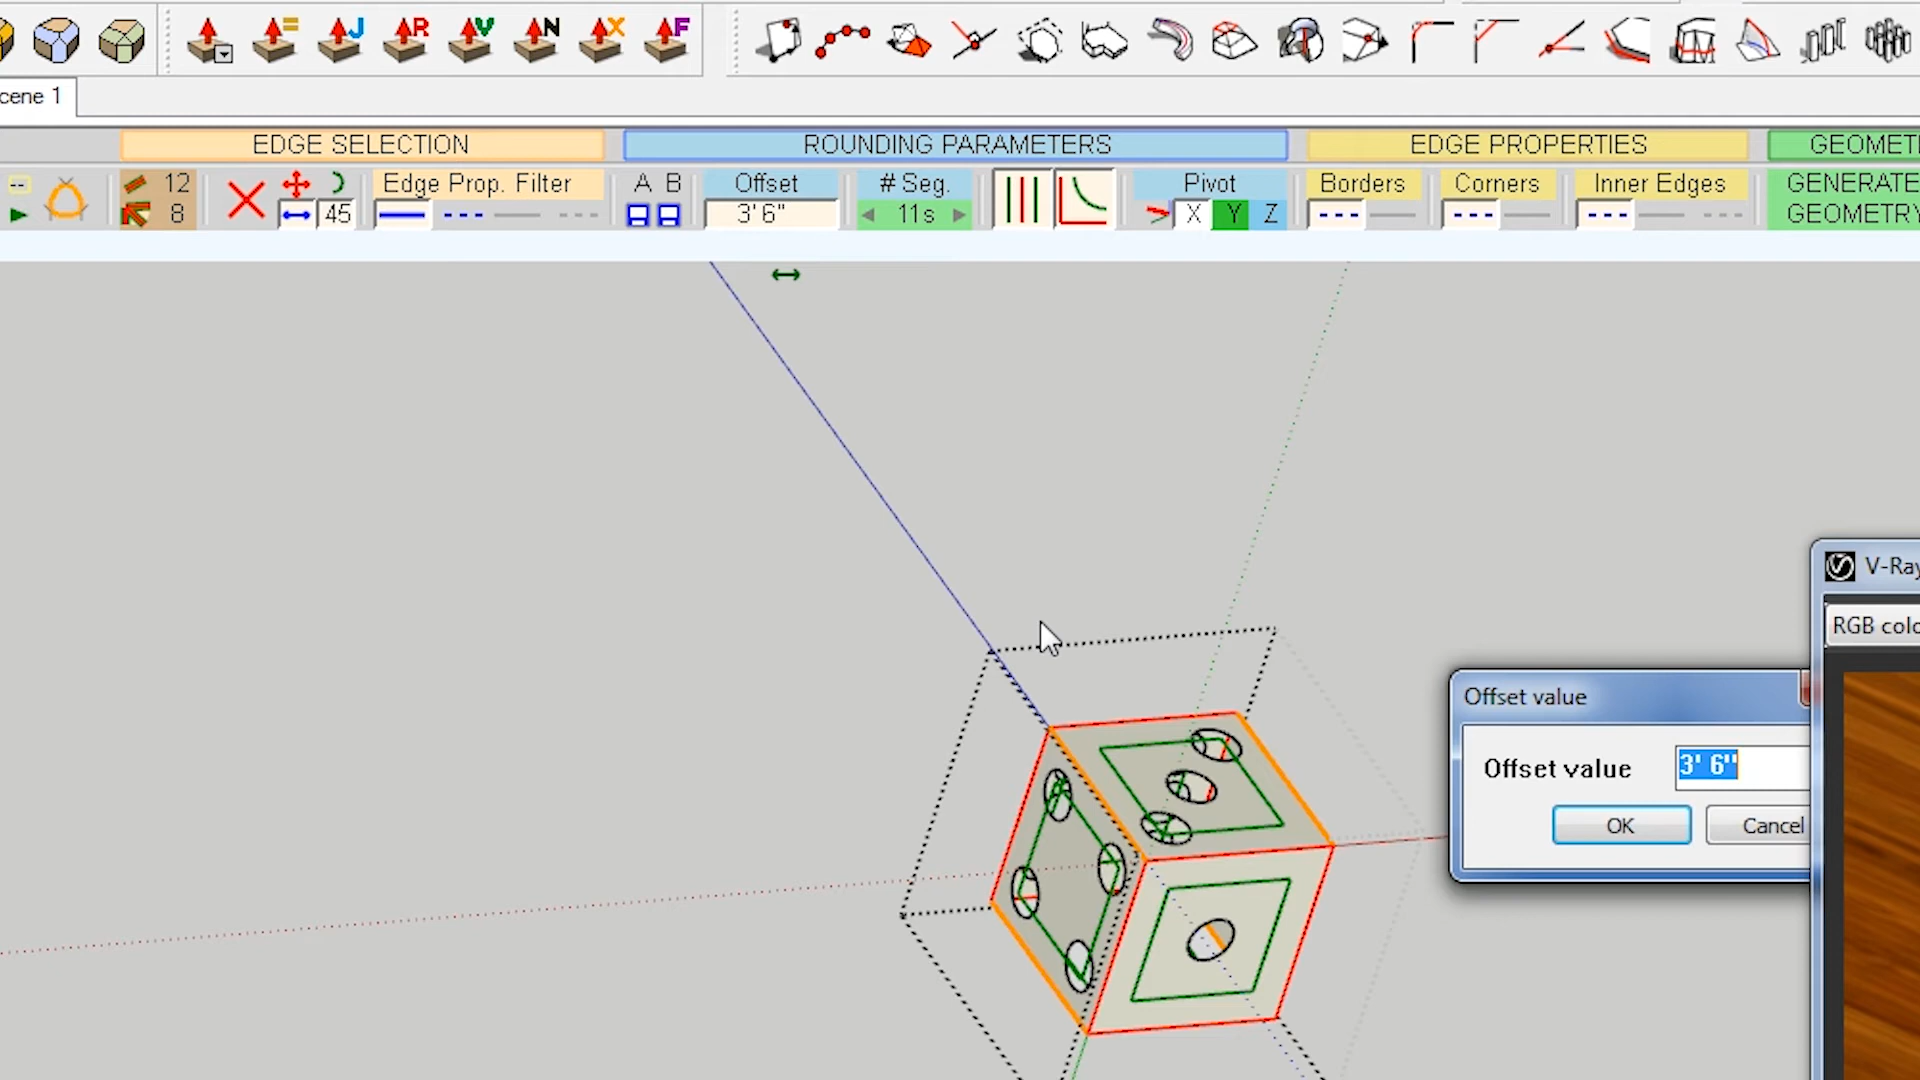 = J R V N X F
cene 1
EDGE SELECTION ROUNDING PARAMETERS EDGE PROPERTIES GEOMET
12 Edge Prop. Filter A B Offset # Seg. Pivot Borders Corners Inner Edges GENERATE
8 45 3' 6" 11s X Y Z GEOMETRY
V-Ray
RGB colo
Offset value
Offset value 3' 6"
OK Cancel